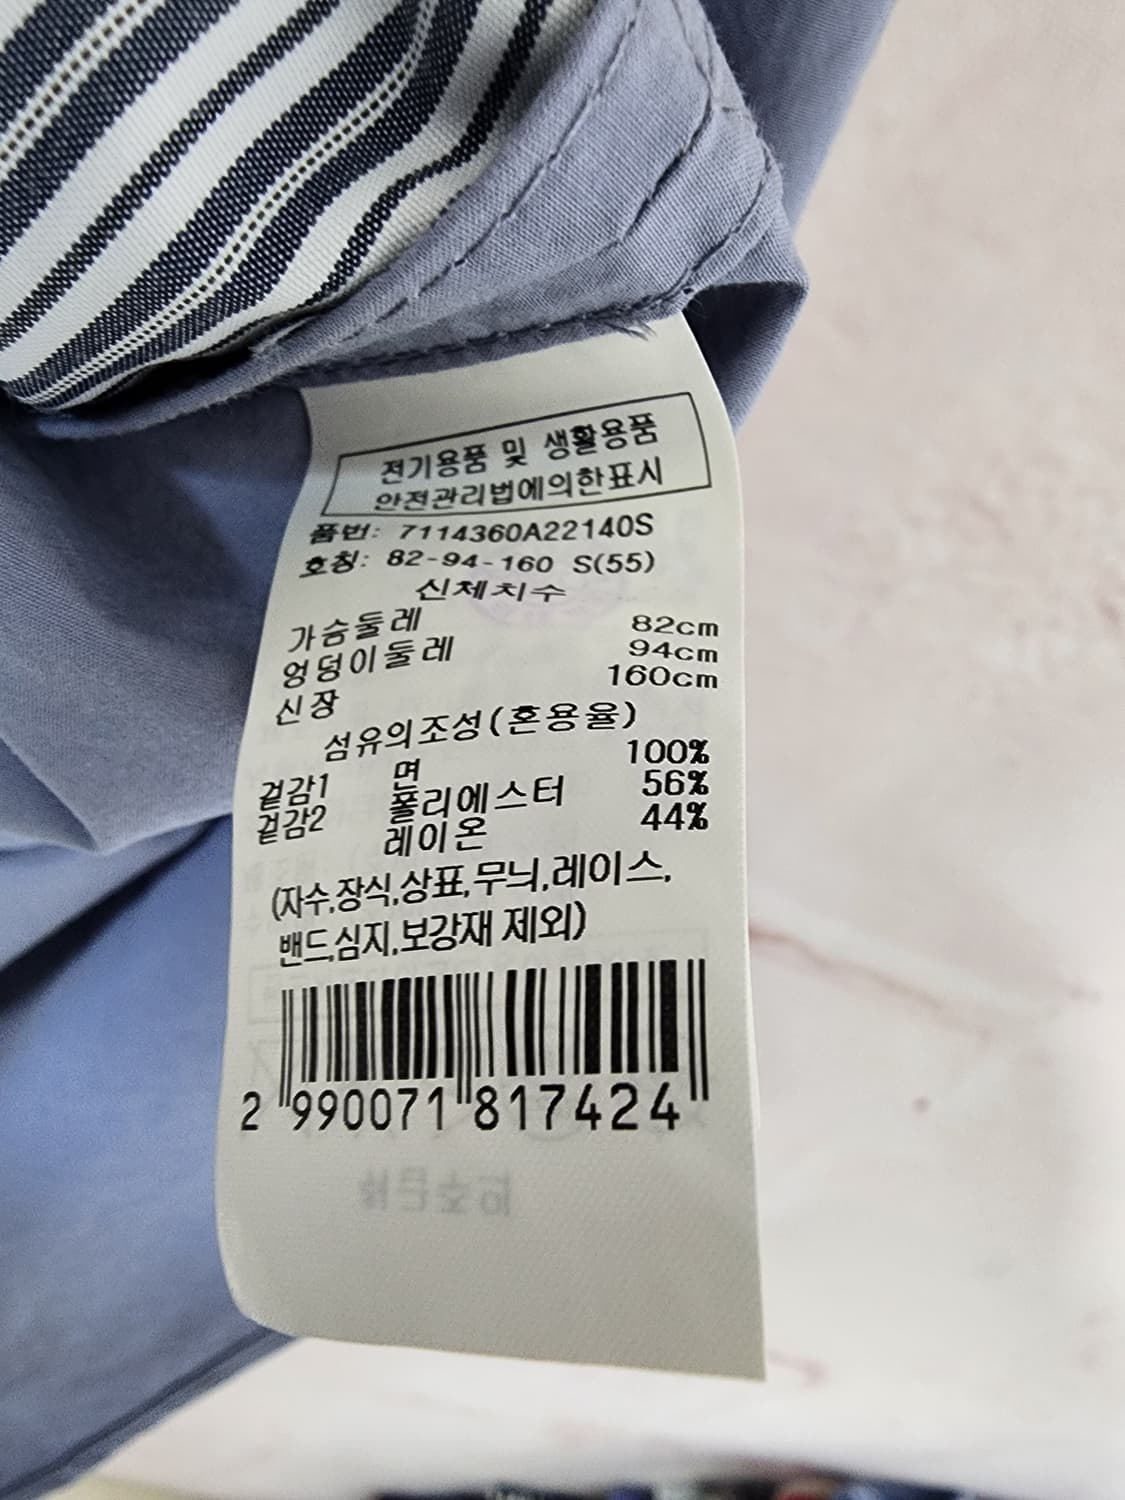 전기용품 및 생활용품
안전관리법에의한표시
품번: 7114360A22140S
호칭: 82-94-160 S(55)
신체치수
가슴둘레 82cm
엉덩이둘레 94cm
신장 160cm
섬유의조성(혼용율)
겉감1 면 100%
겉감2 폴리에스터 56%
레이온 44%
(자수,장식,상표,무늬,레이스,
밴드,심지,보강재 제외)
2 990071 817424